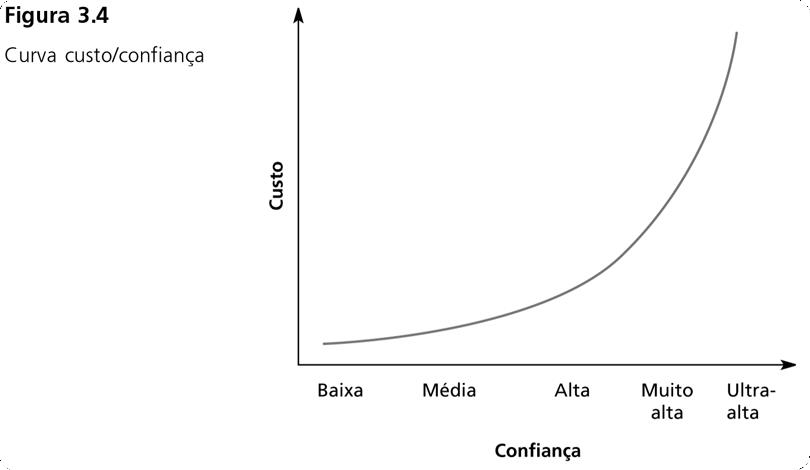 Figura 3.4
Curva custo/confiança
Custo
Baixa
Média
Alta
Muito
alta
Ultra-
alta
Confiança